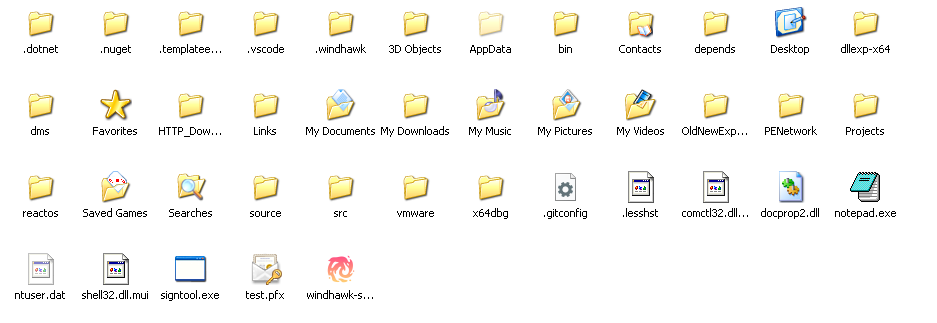 .dotnet
.nuget
.templatee...
.vscode
.windhawk
3D Objects
AppData
bin
Contacts
depends
Desktop
dllexp-x64
dms
Favorites
HTTP_Dow...
Links
My Documents
My Downloads
My Music
My Pictures
My Videos
OldNewExp...
PENetwork
Projects
reactos
Saved Games
Searches
source
src
vmware
x64dbg
.gitconfig
.lesshst
comctl32.dll...
docprop2.dll
notepad.exe
ntuser.dat
shell32.dll.mui
signtool.exe
test.pfx
windhawk-s...